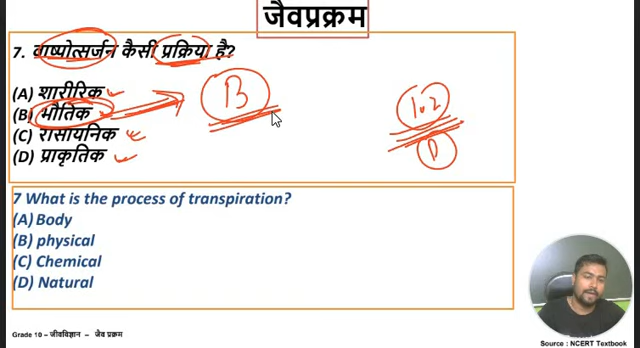 जैवप्रक्रम
7. वाष्पोत्सर्जन कैसी प्रक्रिया है?
(A) शारीरिक
(B) भौतिक
(C) रासायनिक
(D) प्राकृतिक
B
1.2
D
7 What is the process of transpiration?
(A) Body
(B) physical
(C) Chemical
(D) Natural
Grade 10 – जीवविज्ञान – जैव प्रक्रम
Source : NCERT Textbook